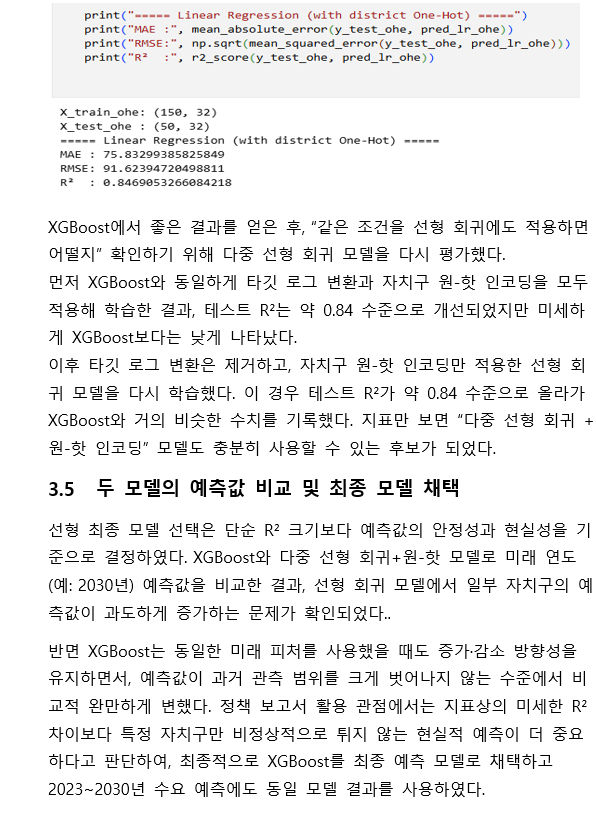 print("===== Linear Regression (with district One-Hot) =====")
print("MAE :", mean_absolute_error(y_test_ohe, pred_lr_ohe))
print("RMSE:", np.sqrt(mean_squared_error(y_test_ohe, pred_lr_ohe)))
print("R²  :", r2_score(y_test_ohe, pred_lr_ohe))
X_train_ohe: (150, 32)
X_test_ohe : (50, 32)
===== Linear Regression (with district One-Hot) =====
MAE : 75.83299385825849
RMSE: 91.62394720498811
R²  : 0.8469053266084218
XGBoost에서 좋은 결과를 얻은 후, “같은 조건을 선형 회귀에도 적용하면
어떨지” 확인하기 위해 다중 선형 회귀 모델을 다시 평가했다.
먼저 XGBoost와 동일하게 타깃 로그 변환과 자치구 원-핫 인코딩을 모두
적용해 학습한 결과, 테스트 R²는 약 0.84 수준으로 개선되었지만 미세하
게 XGBoost보다는 낮게 나타났다.
이후 타깃 로그 변환은 제거하고, 자치구 원-핫 인코딩만 적용한 선형 회
귀 모델을 다시 학습했다. 이 경우 테스트 R²가 약 0.84 수준으로 올라가
XGBoost와 거의 비슷한 수치를 기록했다. 지표만 보면 “다중 선형 회귀 +
원-핫 인코딩” 모델도 충분히 사용할 수 있는 후보가 되었다.
3.5 두 모델의 예측값 비교 및 최종 모델 채택
선형 최종 모델 선택은 단순 R² 크기보다 예측값의 안정성과 현실성을 기
준으로 결정하였다. XGBoost와 다중 선형 회귀+원-핫 모델로 미래 연도
(예: 2030년) 예측값을 비교한 결과, 선형 회귀 모델에서 일부 자치구의 예
측값이 과도하게 증가하는 문제가 확인되었다..
반면 XGBoost는 동일한 미래 피처를 사용했을 때도 증가·감소 방향성을
유지하면서, 예측값이 과거 관측 범위를 크게 벗어나지 않는 수준에서 비
교적 완만하게 변했다. 정책 보고서 활용 관점에서는 지표상의 미세한 R²
차이보다 특정 자치구만 비정상적으로 튀지 않는 현실적 예측이 더 중요
하다고 판단하여, 최종적으로 XGBoost를 최종 예측 모델로 채택하고
2023~2030년 수요 예측에도 동일 모델 결과를 사용하였다.